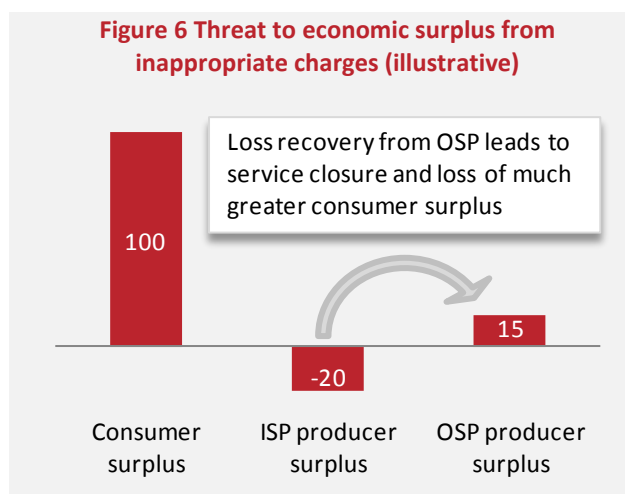 Figure 6 Threat to economic surplus from
inappropriate charges (illustrative)
Loss recovery from OSP leads to
service closure and loss of much
greater consumer surplus
100
-20
15
Consumer
surplus
ISP producer
surplus
OSP producer
surplus